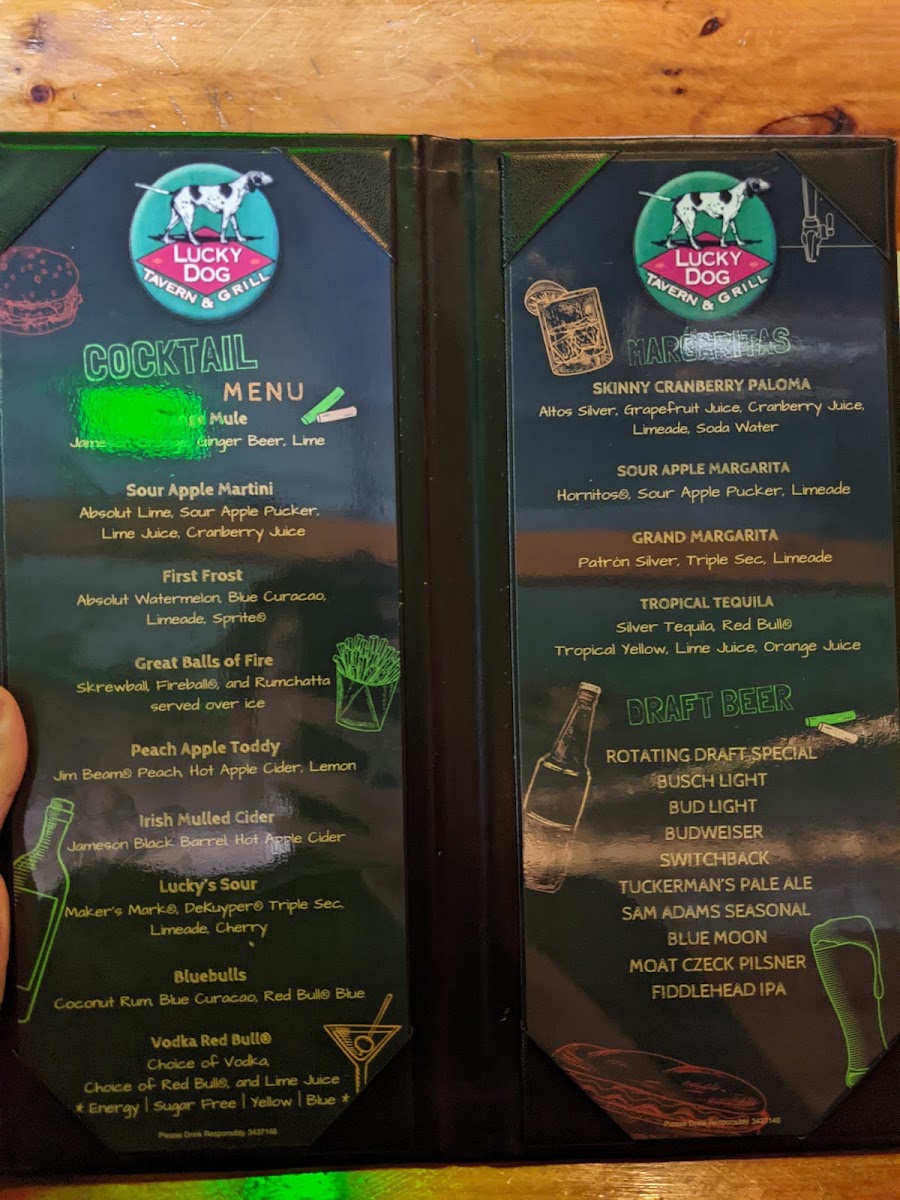 LUCKY
DOG
TAVERN & GRILL
COCKTAIL
MENU
Mule
Ginger Beer, Lime
Sour Apple Martini
Absolut Lime, Sour Apple Pucker,
Lime Juice, Cranberry Juice
First Frost
Absolut Watermelon, Blue Curacao,
Limeade, Sprite®
Great Balls of Fire
Skrewball, Fireball®, and Rumchatta
served over ice
Peach Apple Toddy
Jim Beam® Peach, Hot Apple Cider, Lemon
Irish Mulled Cider
Jameson Black Barrel, Hot Apple Cider
Lucky's Sour
Maker's Mark®, DeKuyper® Triple Sec,
Limeade, Cherry
Bluebulls
Coconut Rum, Blue Curacao, Red Bull® Blue
Vodka Red Bull®
Choice of Vodka,
Choice of Red Bull®, and Lime Juice
* Energy | Sugar Free | Yellow | Blue *
Please Drink Responsibly. 3437146
LUCKY
DOG
TAVERN & GRILL
MARGARITAS
SKINNY CRANBERRY PALOMA
Altos Silver, Grapefruit Juice, Cranberry Juice,
Limeade, Soda Water
SOUR APPLE MARGARITA
Hornitos®, Sour Apple Pucker, Limeade
GRAND MARGARITA
Patrón Silver, Triple Sec, Limeade
TROPICAL TEQUILA
Silver Tequila, Red Bull®
Tropical Yellow, Lime Juice, Orange Juice
DRAFT BEER
ROTATING DRAFT SPECIAL
BUSCH LIGHT
BUD LIGHT
BUDWEISER
SWITCHBACK
TUCKERMAN'S PALE ALE
SAM ADAMS SEASONAL
BLUE MOON
MOAT CZECK PILSNER
FIDDLEHEAD IPA
Please Drink Responsibly. 3437146